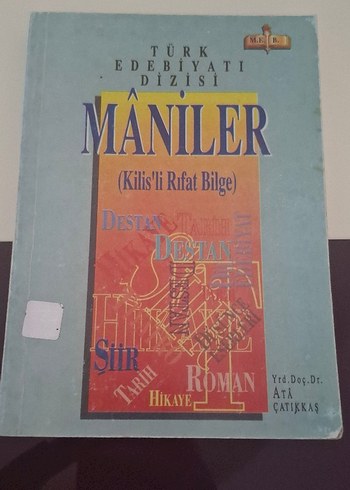 M.E.B.
TÜRK
EDEBİYATI
DİZİSİ
MÂNİLER
(Kilis'li Rıfat Bilge)
DESTAN
DESTAN
ŞİİR
TARİH
HİKAYE
ROMAN
Yrd.Doç.Dr.
ATÂ
ÇATIKKAŞ